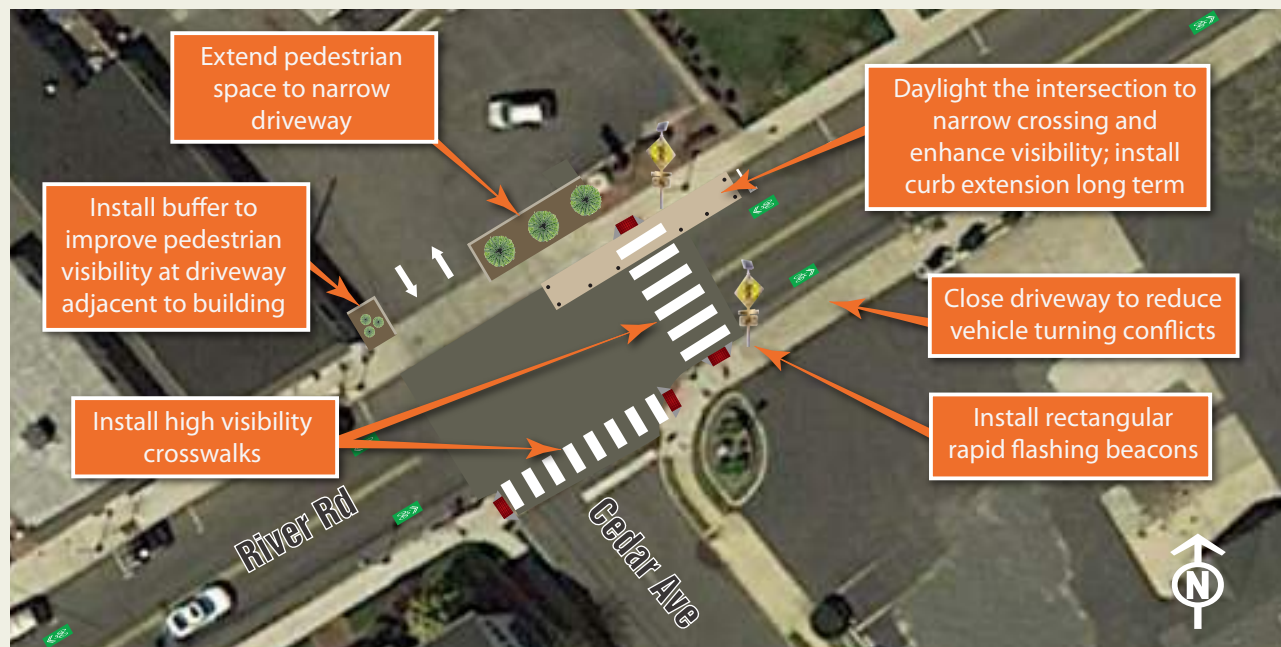 Extend pedestrian
space to narrow
driveway
Daylight the intersection to
narrow crossing and
enhance visibility; install
curb extension long term
Install buffer to
improve pedestrian
visibility at driveway
adjacent to building
Close driveway to reduce
vehicle turning conflicts
Install high visibility
crosswalks
Install rectangular
rapid flashing beacons
River Rd
Cedar Ave
N